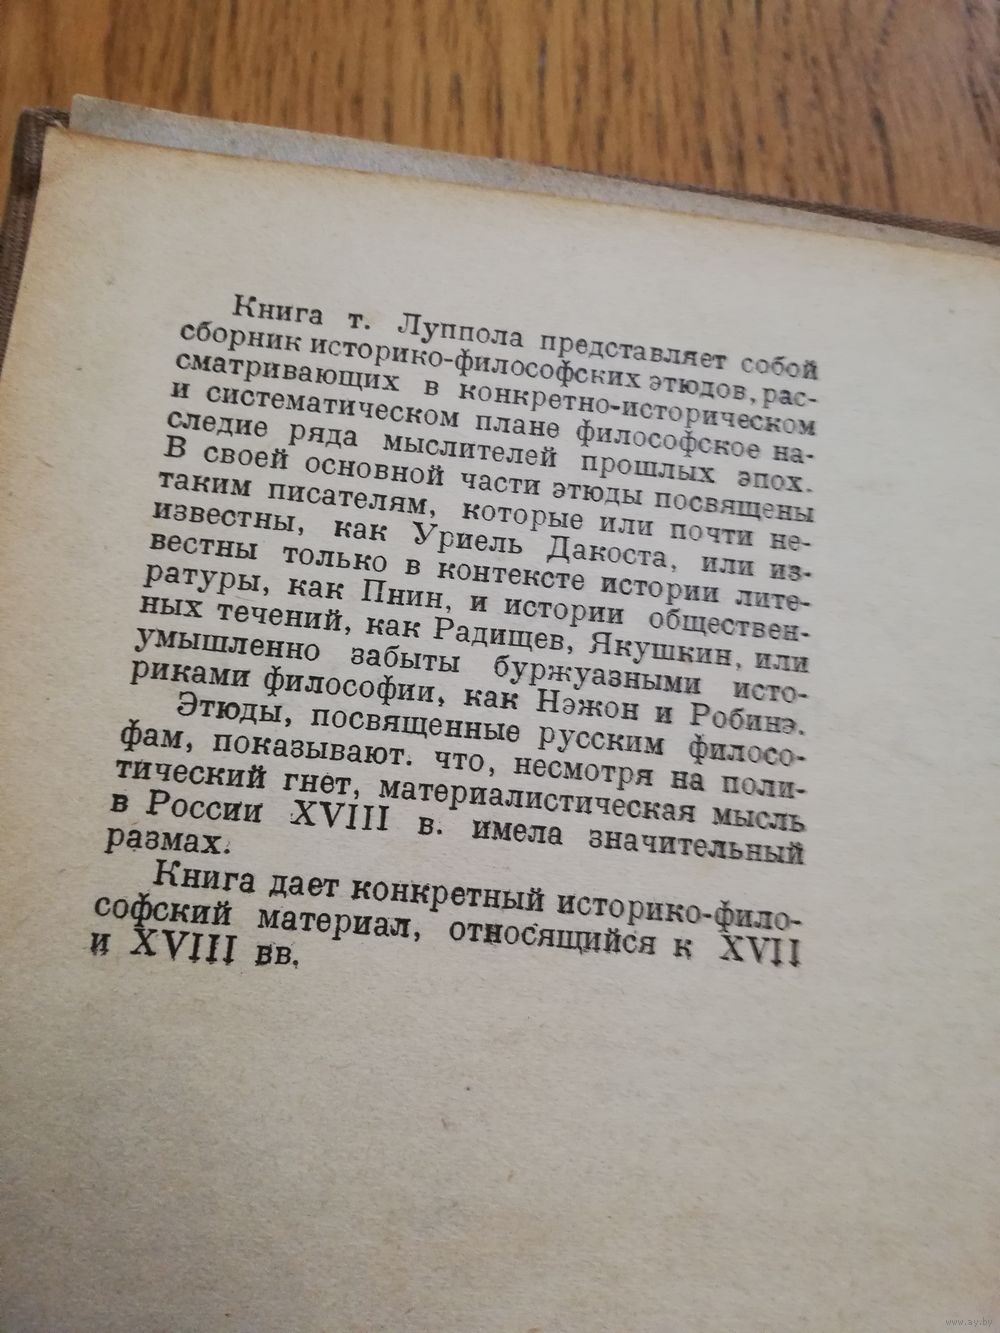 Книга т. Луппола представляет собой
сборник историко-философских этюдов, рас-
сматривающих в конкретно-историческом
и систематическом плане философское на-
следие ряда мыслителей прошлых эпох.
В своей основной части этюды посвящены
таким писателям, которые или почти не-
известны, как Уриель Дакоста, или из-
вестны только в контексте истории лите-
ратуры, как Пнин, и истории обществен-
ных течений, как Радищев, Якушкин, или
умышленно забыты буржуазными исто-
риками философии, как Нэжон и Робинэ.
Этюды, посвященные русским филосо-
фам, показывают. что, несмотря на поли-
тический гнет, материалистическая мысль
в России XVIII в. имела значительный
размах.
Книга дает конкретный историко-фило-
софский материал, относящийся к XVII
и XVIII вв.
www.ay.by